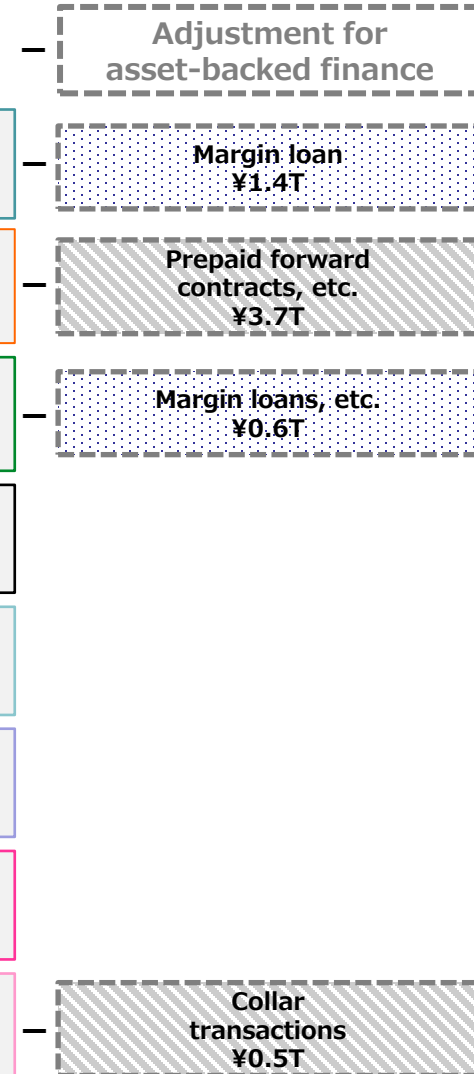 – Adjustment for
asset-backed finance
– Margin loan
¥1.4T
– Prepaid forward
contracts, etc.
¥3.7T
– Margin loans, etc.
¥0.6T
– Collar
transactions
¥0.5T